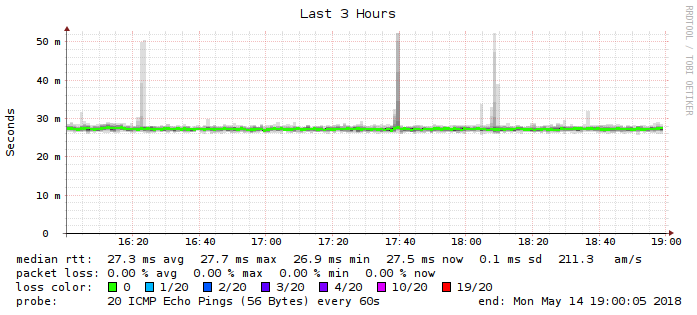 Last 3 Hours
RRDTOOL / TOBI OETIKER
Seconds
50 m
40 m
30 m
20 m
10 m
0
16:20 16:40 17:00 17:20 17:40 18:00 18:20 18:40 19:00
median rtt: 27.3 ms avg 27.7 ms max 26.9 ms min 27.5 ms now 0.1 ms sd 211.3 am/s
packet loss: 0.00 % avg 0.00 % max 0.00 % min 0.00 % now
loss color: 0 1/20 2/20 3/20 4/20 10/20 19/20
probe: 20 ICMP Echo Pings (56 Bytes) every 60s end: Mon May 14 19:00:05 2018